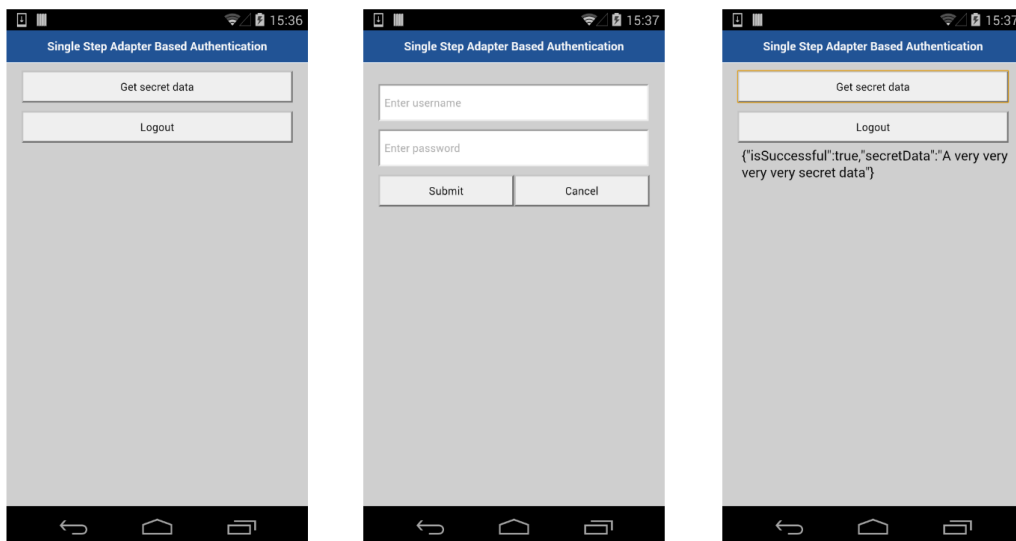 15:36
Single Step Adapter Based Authentication
Get secret data
Logout
15:37
Single Step Adapter Based Authentication
Enter username
Enter password
Submit
Cancel
15:37
Single Step Adapter Based Authentication
Get secret data
Logout
{"isSuccessful":true,"secretData":"A very very
very very secret data"}